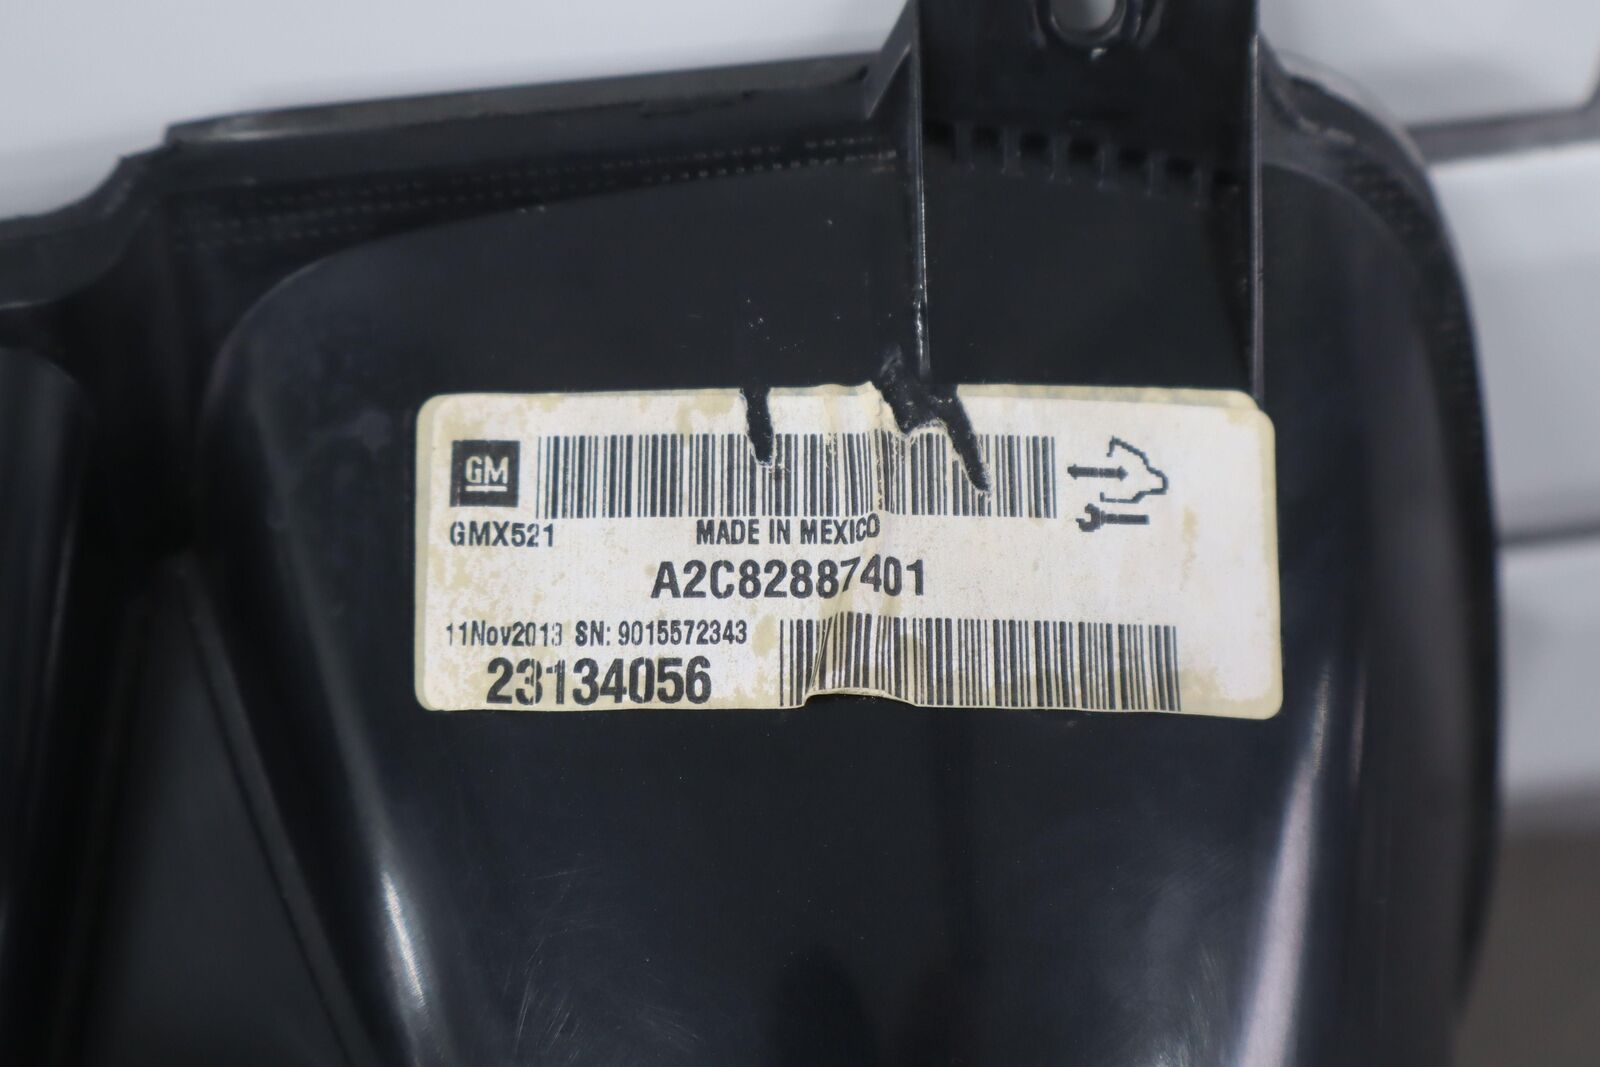 GM
GMX521
MADE IN MEXICO
A2C82887401
11Nov2013 SN: 9015572343
23134056